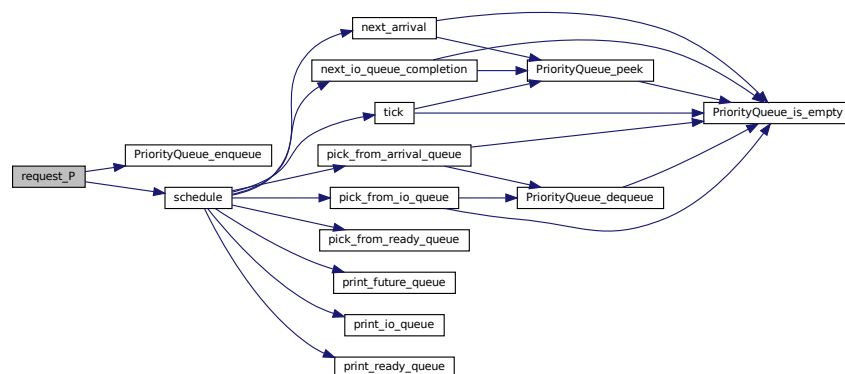 next_arrival
next_io_queue_completion
PriorityQueue_peek
tick
PriorityQueue_is_empty
PriorityQueue_enqueue
pick_from_arrival_queue
request_P
schedule
pick_from_io_queue
PriorityQueue_dequeue
pick_from_ready_queue
print_future_queue
print_io_queue
print_ready_queue